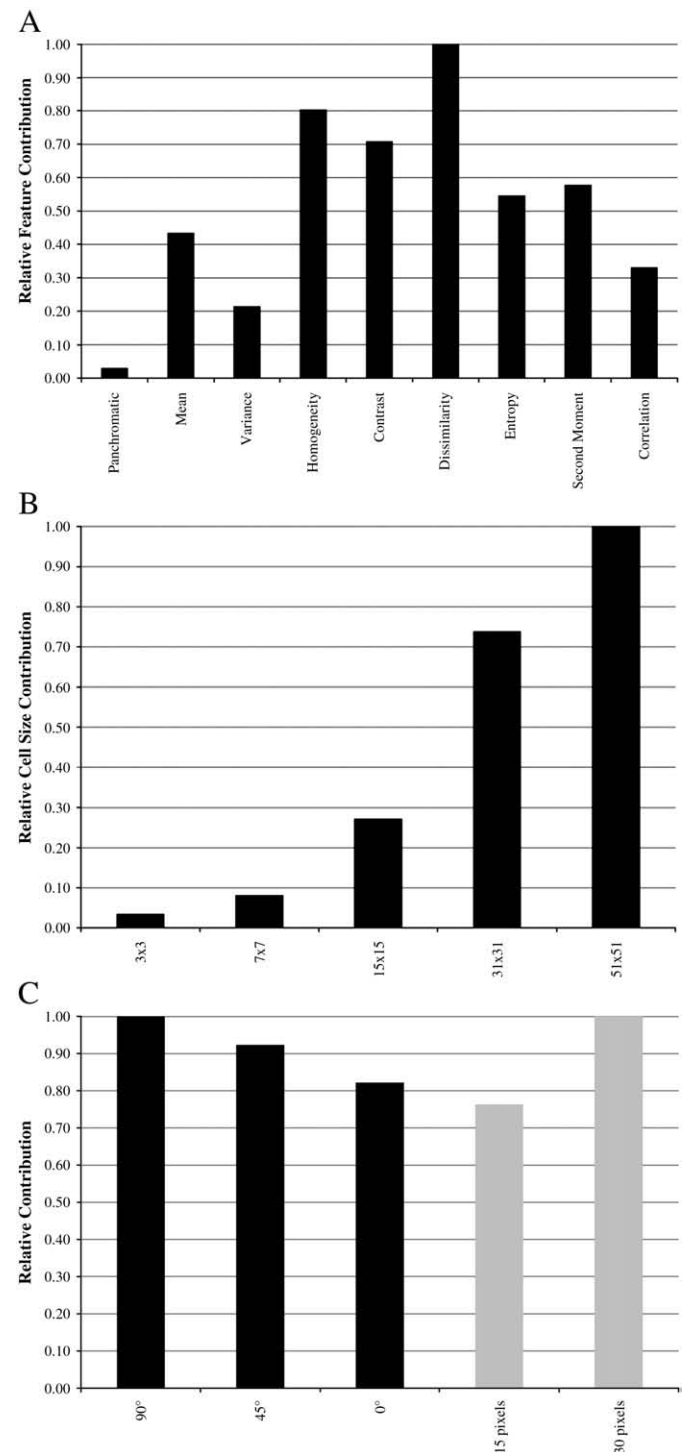 A
1.00
0.90
0.80
0.70
0.60
0.50
0.40
0.30
0.20
0.10
0.00
Relative Feature Contribution
Panchromatic
Mean
Variance
Homogeneity
Contrast
Dissimilarity
Entropy
Second Moment
Correlation
B
1.00
0.90
0.80
0.70
0.60
0.50
0.40
0.30
0.20
0.10
0.00
Relative Cell Size Contribution
3x3
7x7
15x15
31x31
51x51
C
1.00
0.90
0.80
0.70
0.60
0.50
0.40
0.30
0.20
0.10
0.00
Relative Contribution
90°
45°
0°
15 pixels
30 pixels